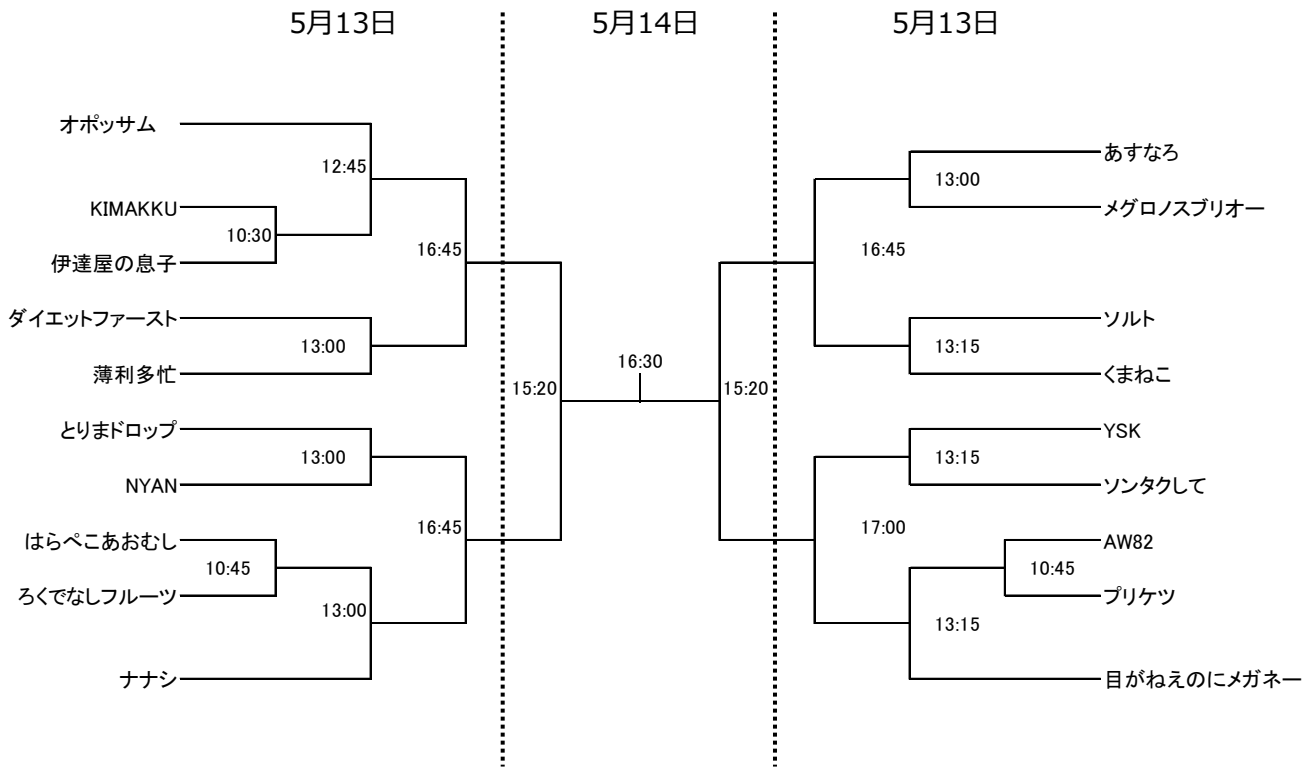 5月13日
5月14日
5月13日
オポッサム
12:45
KIMAKKU
10:30
伊達屋の息子
16:45
ダイエットファースト
13:00
薄利多忙
15:20
とりまドロップ
13:00
NYAN
16:45
はらぺこあおむし
10:45
ろくでなしフルーツ
13:00
ナナシ
16:30
あすなろ
13:00
メグロノスブリオー
16:45
ソルト
13:15
くまねこ
15:20
YSK
13:15
ソンタクして
17:00
AW82
10:45
プリケツ
13:15
目がねえのにメガネー